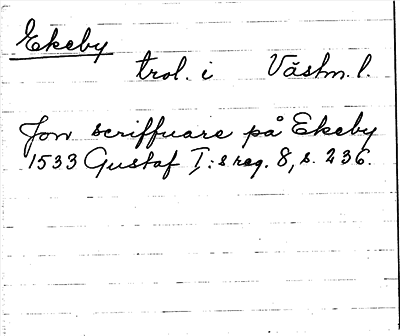 Ekeby
trol. i Västm. l.
Jon scriffuare på Ekeby
1533 Gustaf I:s reg. 8, s. 236.